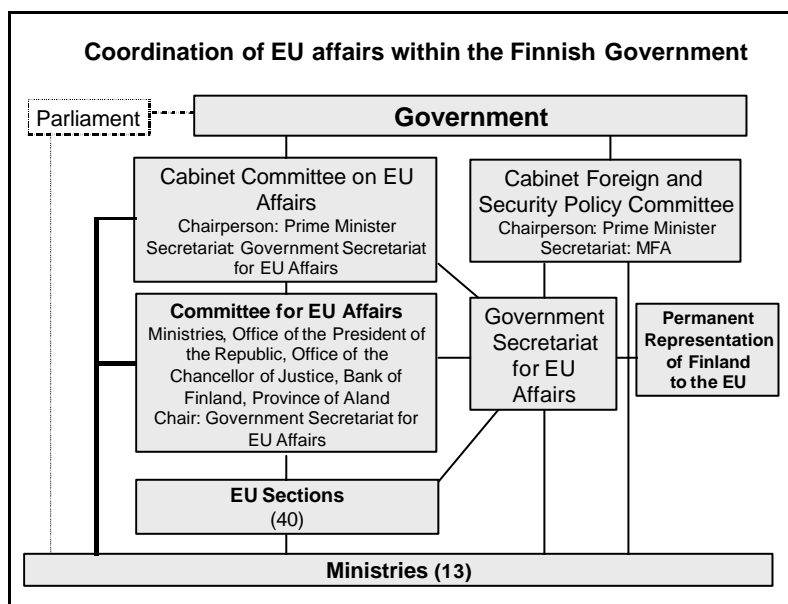 Coordination of EU affairs within the Finnish Government
Parliament
Government
Cabinet Committee on EU
Affairs
Chairperson: Prime Minister
Secretariat: Government Secretariat
for EU Affairs
Cabinet Foreign and
Security Policy Committee
Chairperson: Prime Minister
Secretariat: MFA
Committee for EU Affairs
Ministries, Office of the President of
the Republic, Office of the
Chancellor of Justice, Bank of
Finland, Province of Aland
Chair: Government Secretariat for
EU Affairs
Government
Secretariat
for EU
Affairs
Permanent
Representation
of Finland
to the EU
EU Sections
(40)
Ministries (13)